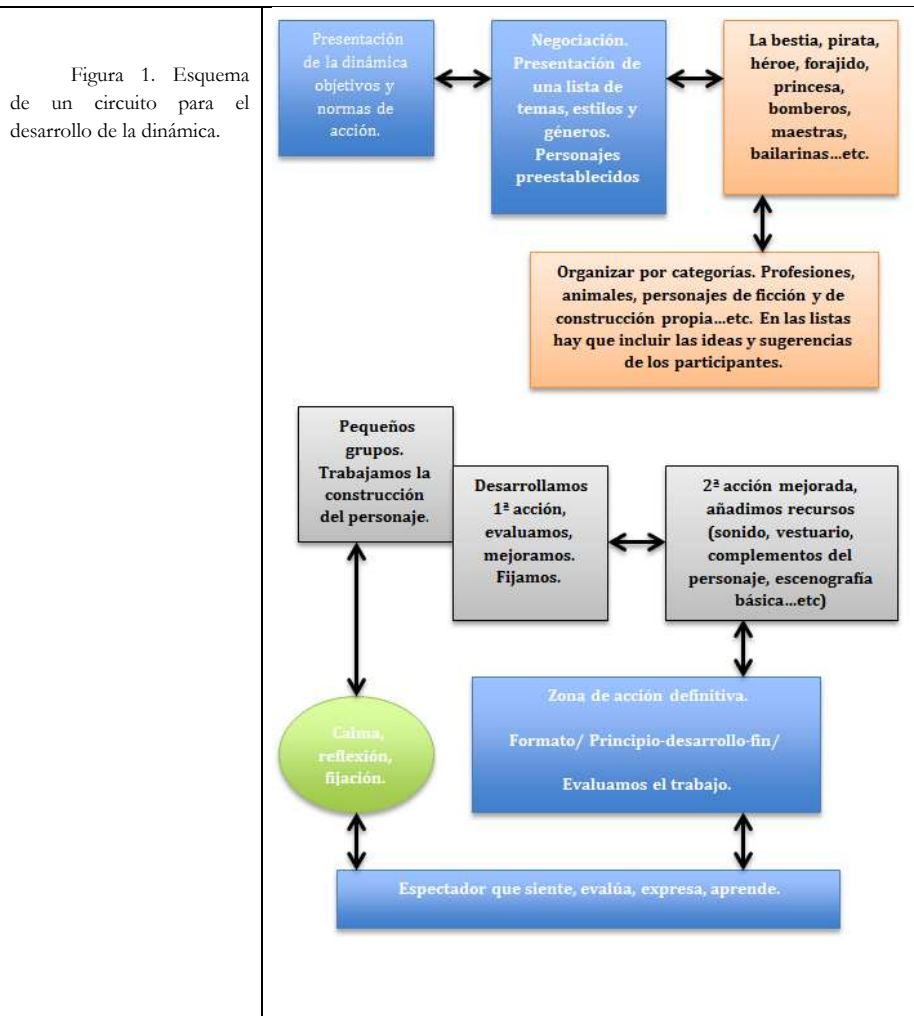 Figura 1. Esquema
de un circuito para el
desarrollo de la dinámica.
Presentación
de la dinámica
objetivos y
normas de
acción.
Negociación.
Presentación de
una lista de
temas, estilos y
géneros.
Personajes
preestablecidos
La bestia, pirata,
héroe, forajido,
princesa,
bomberos,
maestras,
bailarinas...etc.
Organizar por categorías. Profesiones,
animales, personajes de ficción y de
construcción propia...etc. En las listas
hay que incluir las ideas y sugerencias
de los participantes.
Pequeños
grupos.
Trabajamos la
construcción
del personaje.
Desarrollamos
1ª acción,
evaluamos,
mejoramos.
Fijamos.
2ª acción mejorada,
añadimos recursos
(sonido, vestuario,
complementos del
personaje, escenografía
básica...etc)
Calma,
reflexión,
fijación.
Zona de acción definitiva.
Formato/ Principio-desarrollo-fin/
Evaluamos el trabajo.
Espectador que siente, evalúa, expresa, aprende.